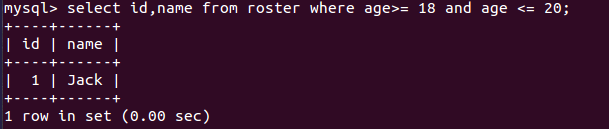 mysql> select id,name from roster where age>= 18 and age <= 20;
+----+------+
| id | name |
+----+------+
|  1 | Jack |
+----+------+
1 row in set (0.00 sec)